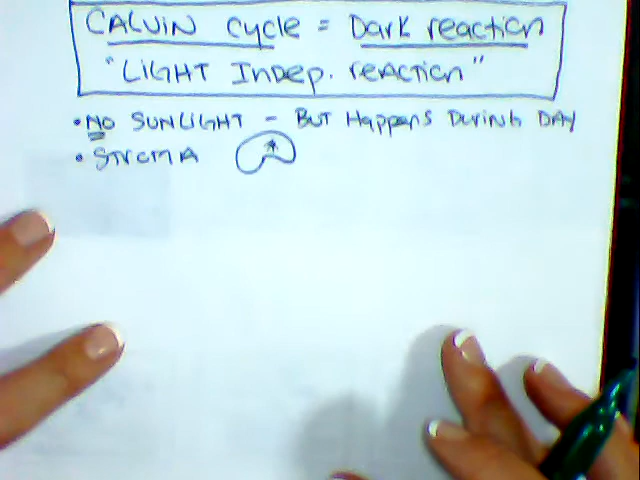 CALVIN cycle = Dark reaction
"LIGHT Indep. reaction"
• NO SUNLIGHT - BUT Happens During DAY
• STROMA